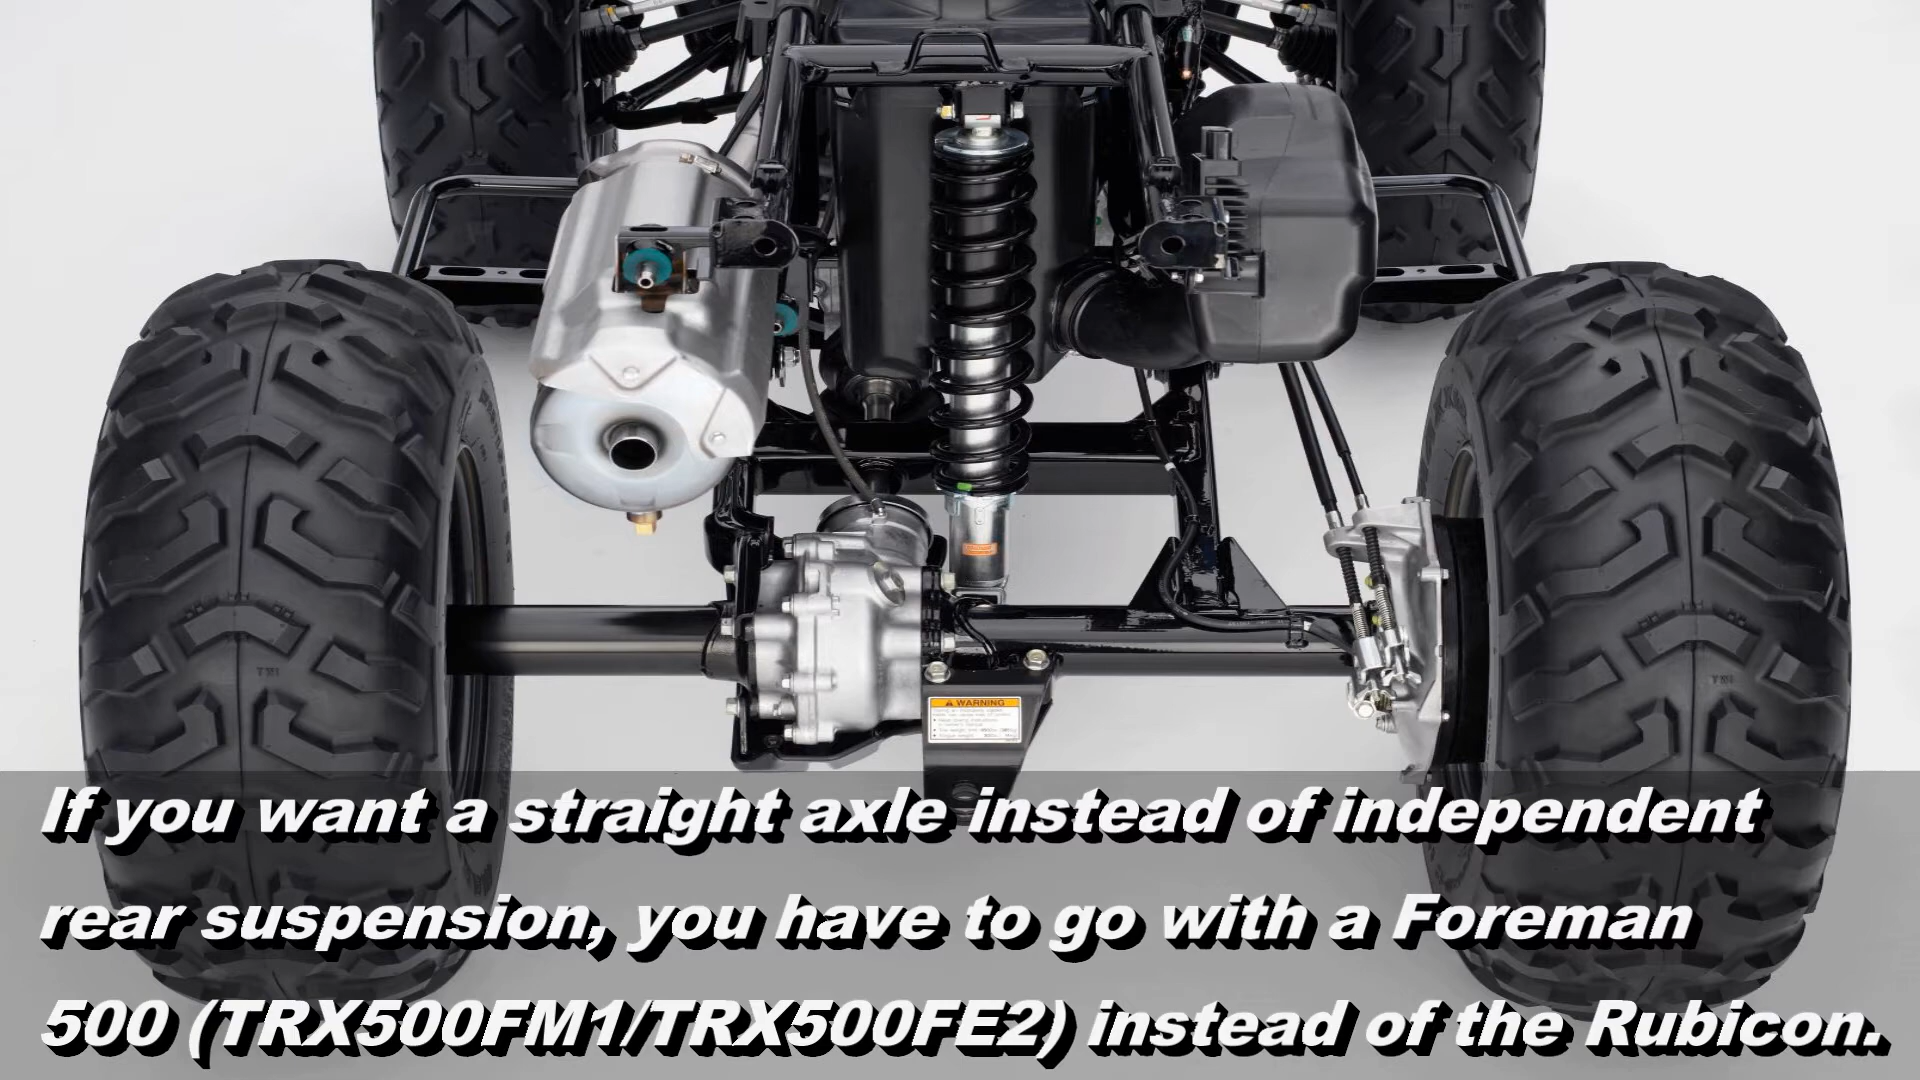 ⚠ WARNING
If you want a straight axle instead of independent
rear suspension, you have to go with a Foreman
500 (TRX500FM1/TRX500FE2) instead of the Rubicon.